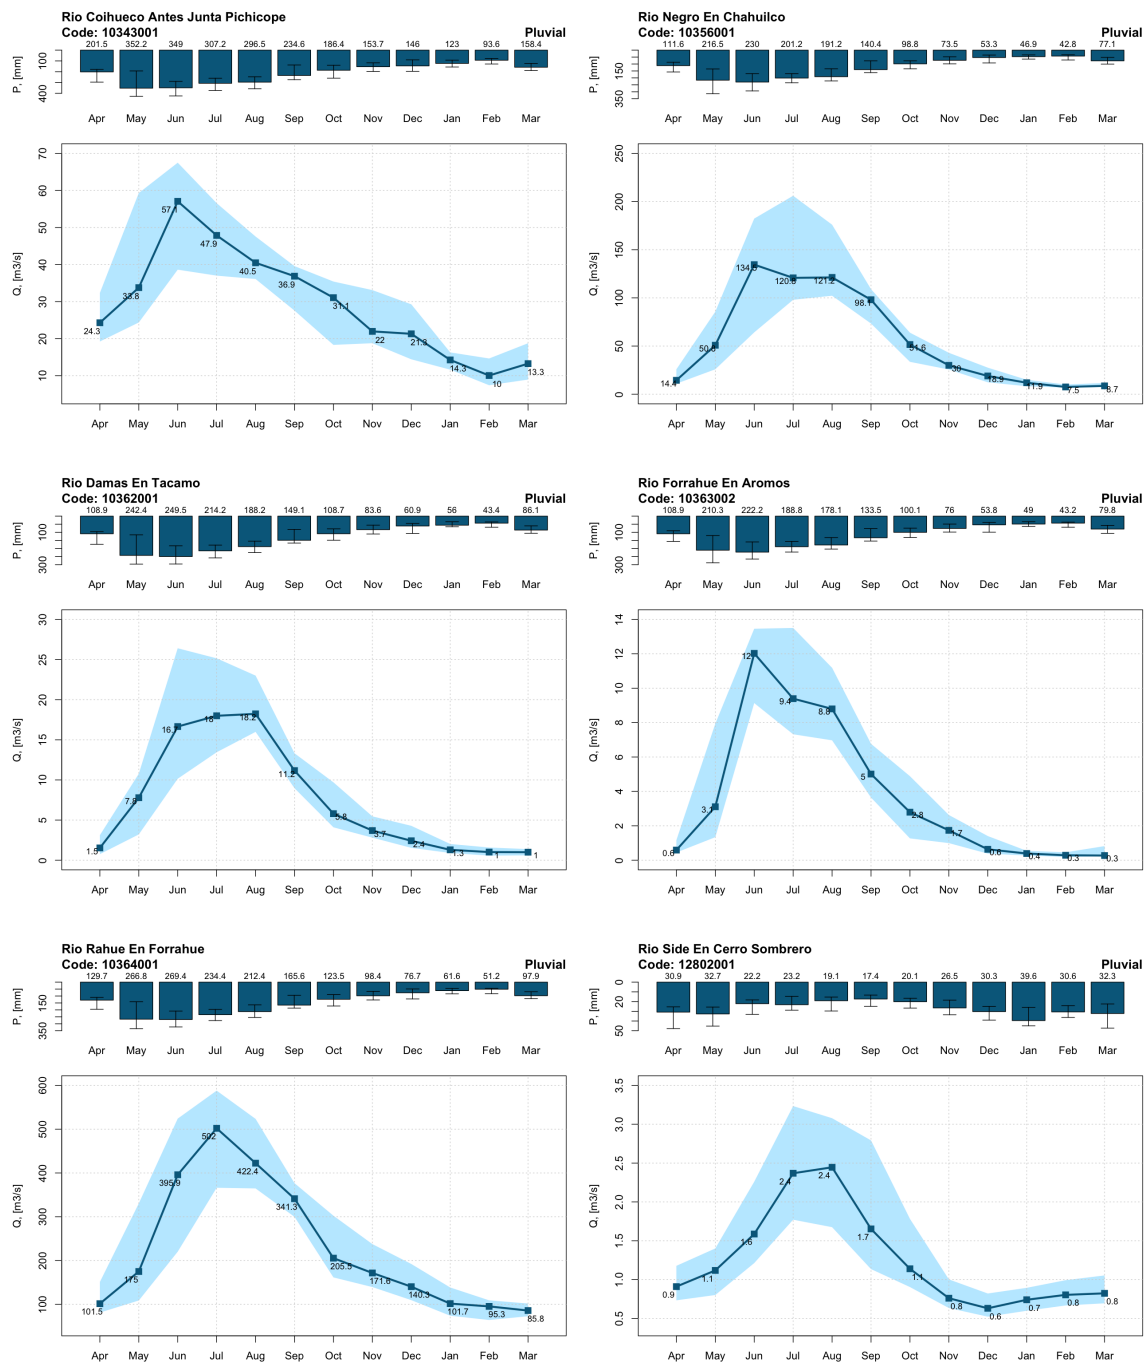 Rio Coihueco Antes Junta Pichicope
Code: 10343001 Pluvial
201.5 352.2 349 307.2 296.5 234.6 186.4 153.7 146 123 93.6 158.4
P, [mm]
100
400
Apr May Jun Jul Aug Sep Oct Nov Dec Jan Feb Mar
Q, [m3/s]
70
60
50
40
30
20
10
24.3 33.8 57.1 47.9 40.5 36.9 31.1 22 21.3 14.3 10 13.3
Apr May Jun Jul Aug Sep Oct Nov Dec Jan Feb Mar
Rio Negro En Chahuilco
Code: 10356001 Pluvial
111.6 216.5 230 201.2 191.2 140.4 98.8 73.5 53.3 46.9 42.8 77.1
P, [mm]
150
350
Apr May Jun Jul Aug Sep Oct Nov Dec Jan Feb Mar
Q, [m3/s]
250
200
150
100
50
0
14.4 120.8 121.2 98.1 51.6 30 18.9 11.9 7.5 8.7
Apr May Jun Jul Aug Sep Oct Nov Dec Jan Feb Mar
Rio Damas En Tacamo
Code: 10362001 Pluvial
108.9 242.4 249.5 214.2 188.2 149.1 108.7 83.6 60.9 56 43.4 86.1
P, [mm]
100
300
Apr May Jun Jul Aug Sep Oct Nov Dec Jan Feb Mar
Q, [m3/s]
30
25
20
15
10
5
0
1.5 7.8 18 18.2 11.2 5.8 3.7 2.4 1.3 1 1
Apr May Jun Jul Aug Sep Oct Nov Dec Jan Feb Mar
Rio Forrahue En Aromos
Code: 10363002 Pluvial
108.9 210.3 222.2 188.8 178.1 133.5 100.1 76 53.8 49 43.2 79.8
P, [mm]
100
300
Apr May Jun Jul Aug Sep Oct Nov Dec Jan Feb Mar
Q, [m3/s]
14
12
10
8
6
4
2
0
0.6 3.1 12 9.4 8.8 5 2.8 1.7 0.6 0.4 0.3 0.3
Apr May Jun Jul Aug Sep Oct Nov Dec Jan Feb Mar
Rio Rahue En Forrahue
Code: 10364001 Pluvial
129.7 266.8 269.4 234.4 212.4 165.6 123.5 98.4 76.7 61.6 51.2 97.9
P, [mm]
150
350
Apr May Jun Jul Aug Sep Oct Nov Dec Jan Feb Mar
Q, [m3/s]
600
500
400
300
200
100
101.5 175 395.9 502 422.4 341.3 205.5 171.6 140.3 101.7 95.3 85.8
Apr May Jun Jul Aug Sep Oct Nov Dec Jan Feb Mar
Rio Side En Cerro Sombrero
Code: 12802001 Pluvial
30.9 32.7 22.2 23.2 19.1 17.4 20.1 26.5 30.3 39.6 30.6 32.3
P, [mm]
0
20
50
Apr May Jun Jul Aug Sep Oct Nov Dec Jan Feb Mar
Q, [m3/s]
3.5
3.0
2.5
2.0
1.5
1.0
0.5
0.9 1.1 1.6 2.4 2.4 1.7 1.1 0.8 0.6 0.7 0.8 0.8
Apr May Jun Jul Aug Sep Oct Nov Dec Jan Feb Mar